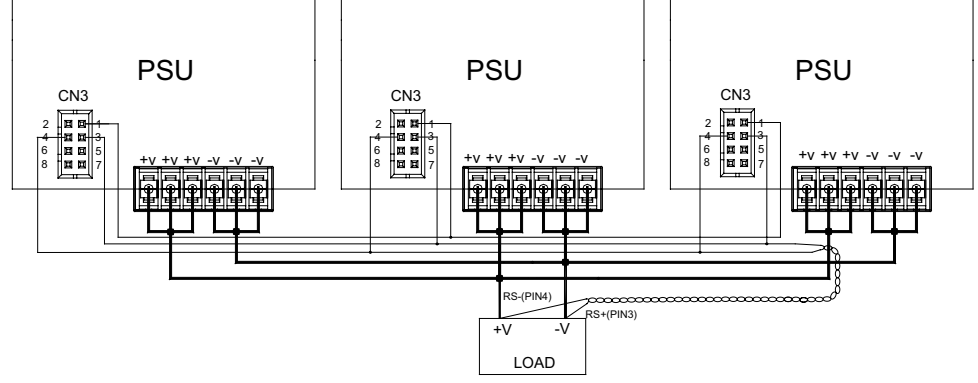 PSU PSU PSU
CN3 CN3 CN3
2 1 2 1 2 1
4 3 4 3 4 3
6 5 6 5 6 5
8 7 8 7 8 7
+V +V +V -V -V -V +V +V +V -V -V -V +V +V +V -V -V -V
RS-(PIN4)
RS+(PIN3)
+V -V
LOAD